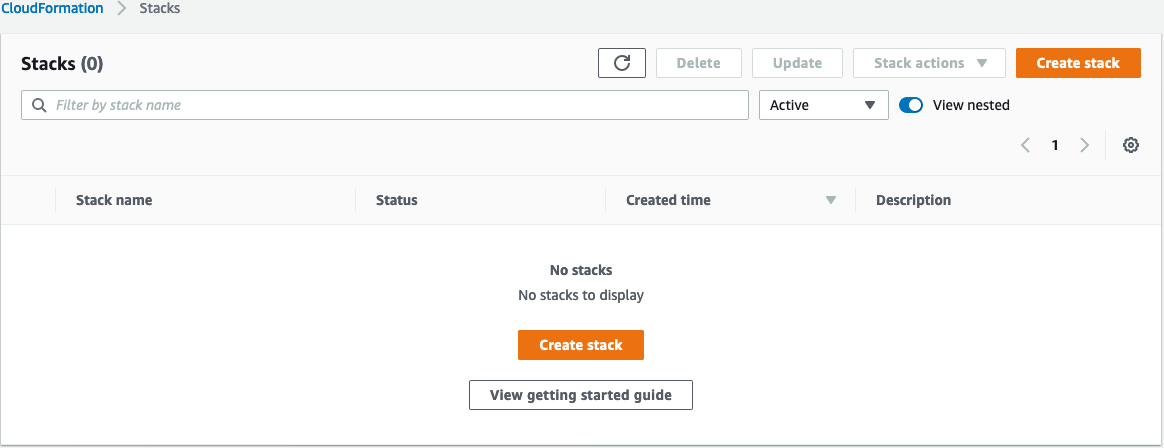 CloudFormation > Stacks
Stacks (0) Delete Update Stack actions Create stack
Filter by stack name Active View nested
1
Stack name Status Created time Description
No stacks
No stacks to display
Create stack
View getting started guide